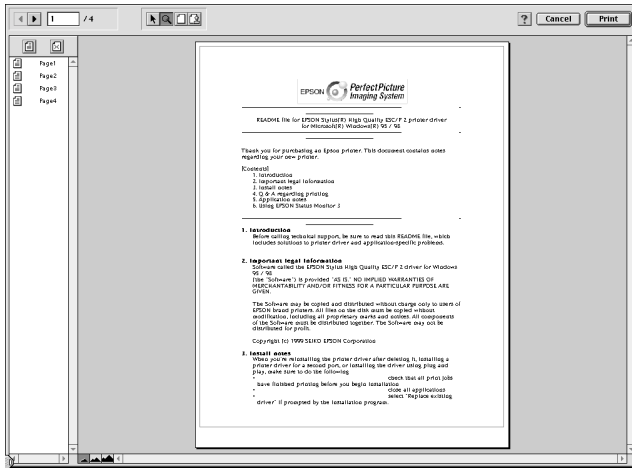 1 / 4
? Cancel Print
Page1
Page2
Page3
Page4
EPSON PerfectPicture
Imaging System
README file for EPSON Stylus(R) High Quality ESC/P 2 printer driver
for Microsoft(R) Windows(R) 95 / 98
Thank you for purchasing an Epson printer. This document contains notes
regarding your new printer.
[Contents]
1. Introduction
2. Important legal information
3. Install notes
4. Q & A regarding printing
5. Application notes
6. Using EPSON Status Monitor 3
1. Introduction
Before calling technical support, be sure to read this README file, which
includes solutions to printer driver and application-specific problems.
2. Important legal information
Software called the EPSON Stylus High Quality ESC/P 2 driver for Windows
95 / 98
(the "Software") is provided "AS IS." NO IMPLIED WARRANTIES OF
MERCHANTABILITY AND/OR FITNESS FOR A PARTICULAR PURPOSE ARE
GIVEN.
The Software may be copied and distributed without charge only to users of
EPSON brand printers. All files on the disk must be copied without
modification, including all proprietary marks and notices. All components
of the Software must be distributed together. The Software may not be
distributed for profit.
Copyright (c) 1999 SEIKO EPSON Corporation
3. Install notes
When you're reinstalling the printer driver after deleting it, installing a
printer driver for a second port, or installing the driver using plug and
play, make sure to do the following
• check that all print jobs
have finished printing before you begin installation
• close all applications
• select "Replace existing
driver" if prompted by the installation program.